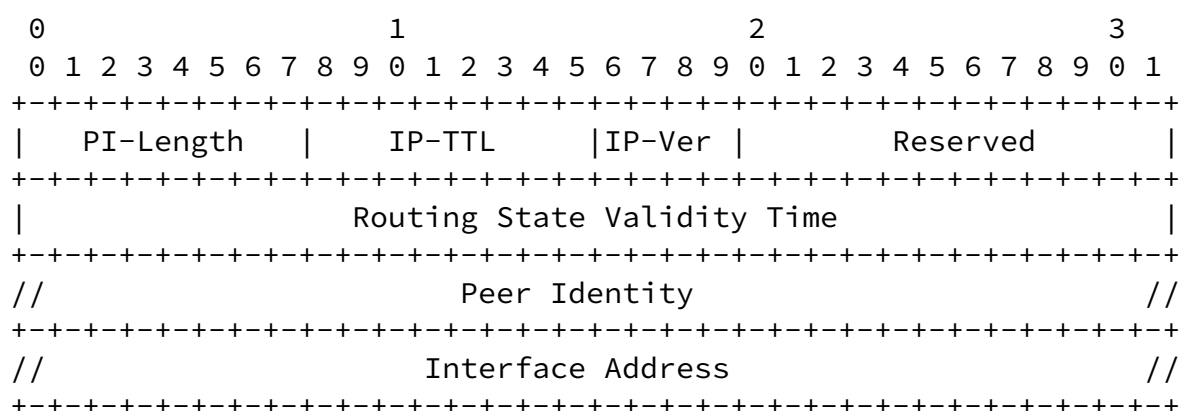 0                   1                   2                   3
 0 1 2 3 4 5 6 7 8 9 0 1 2 3 4 5 6 7 8 9 0 1 2 3 4 5 6 7 8 9 0 1
+-+-+-+-+-+-+-+-+-+-+-+-+-+-+-+-+-+-+-+-+-+-+-+-+-+-+-+-+-+-+-+-+
|   PI-Length   |    IP-TTL     |IP-Ver |        Reserved       |
+-+-+-+-+-+-+-+-+-+-+-+-+-+-+-+-+-+-+-+-+-+-+-+-+-+-+-+-+-+-+-+-+
|                  Routing State Validity Time                  |
+-+-+-+-+-+-+-+-+-+-+-+-+-+-+-+-+-+-+-+-+-+-+-+-+-+-+-+-+-+-+-+-+
//                       Peer Identity                         //
+-+-+-+-+-+-+-+-+-+-+-+-+-+-+-+-+-+-+-+-+-+-+-+-+-+-+-+-+-+-+-+-+
//                     Interface Address                       //
+-+-+-+-+-+-+-+-+-+-+-+-+-+-+-+-+-+-+-+-+-+-+-+-+-+-+-+-+-+-+-+-+